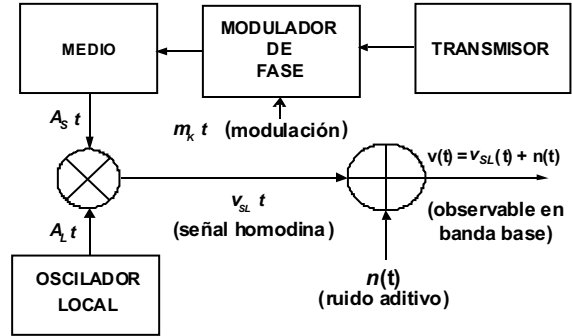 MEDIO
MODULADOR
DE
FASE
TRANSMISOR
A_S t
m_k t (modulación)
v(t) = v_SL(t) + n(t)
v_SL t
(señal homodina)
(observable en
banda base)
A_L t
OSCILADOR
LOCAL
n(t)
(ruido aditivo)